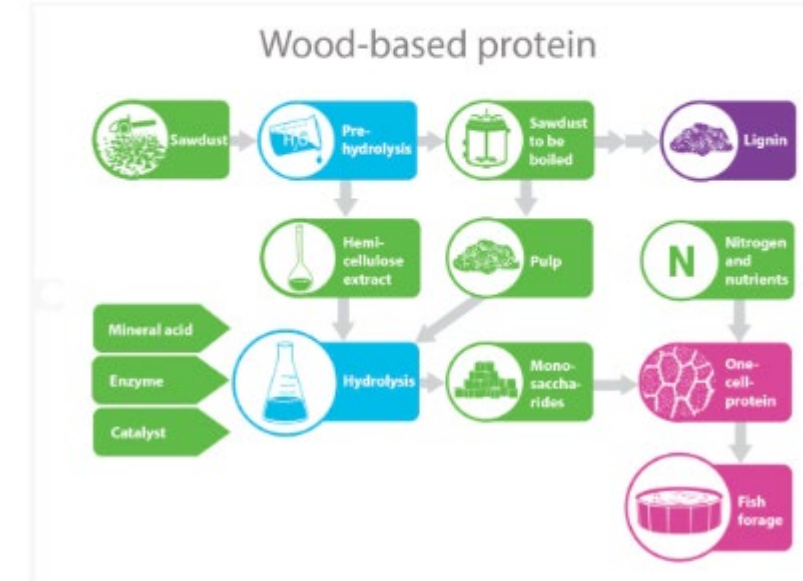 Wood-based protein
Sawdust
Pre-
hydrolysis
H₂O
Sawdust
to be
boiled
Lignin
Hemi-
cellulose
extract
Pulp
N
Nitrogen
and
nutrients
Mineral acid
Enzyme
Catalyst
Hydrolysis
Mono-
saccha-
rides
One-
cell-
protein
Fish
forage